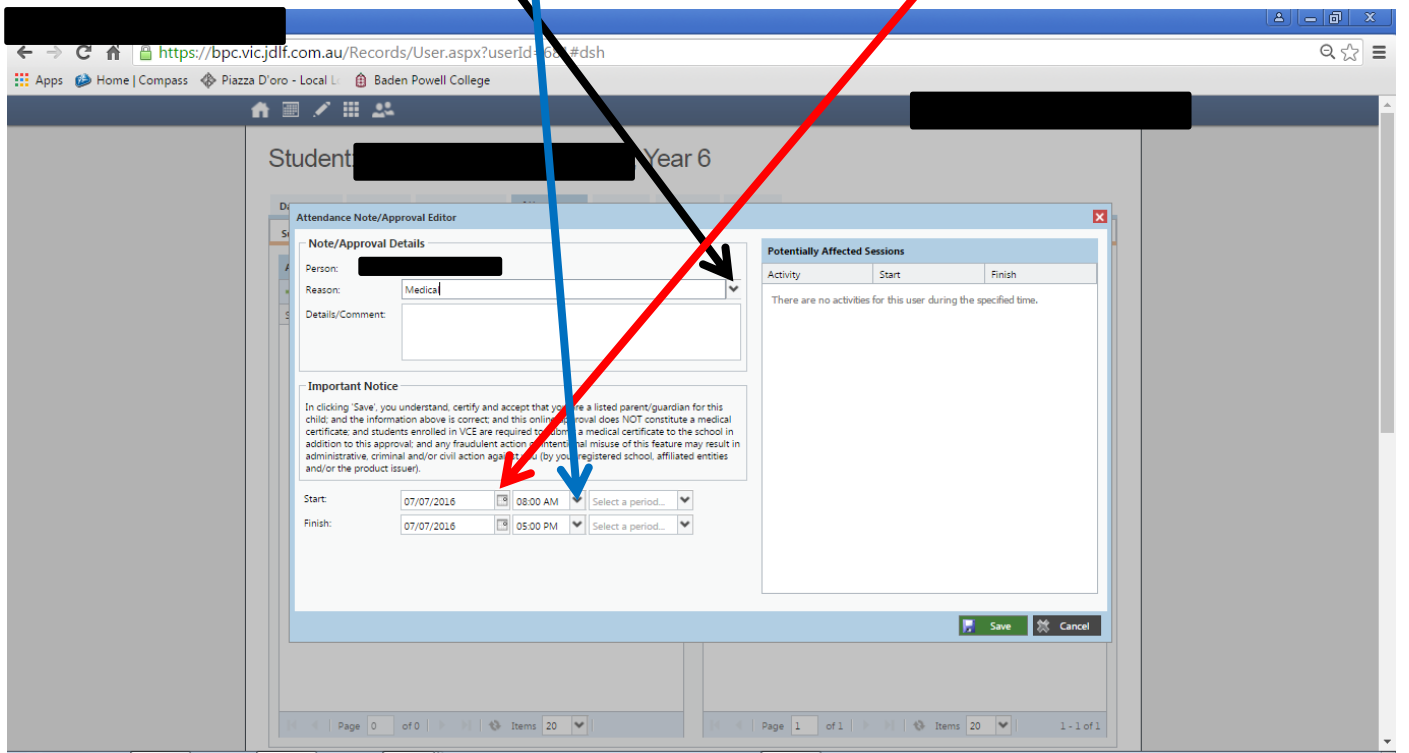 https://bpc.vic.jdlf.com.au/Records/User.aspx?userId= #dsh
Apps Home | Compass Piazza D'oro - Local Baden Powell College
Student: Year 6
Attendance Note/Approval Editor
Note/Approval Details
Person:
Reason: Medical
Details/Comment:
Important Notice
In clicking 'Save', you understand, certify and accept that you are a listed parent/guardian for this
child; and the information above is correct; and this online approval does NOT constitute a medical
certificate; and students enrolled in VCE are required to submit a medical certificate to the school in
addition to this approval; and any fraudulent action or intentional misuse of this feature may result in
administrative, criminal and/or civil action against you (by your registered school, affiliated entities
and/or the product issuer).
Start: 07/07/2016 08:00 AM Select a period...
Finish: 07/07/2016 05:00 PM Select a period...
Potentially Affected Sessions
Activity Start Finish
There are no activities for this user during the specified time.
Save Cancel
Page 0 of 0 Items 20
Page 1 of 1 Items 20 1 - 1 of 1